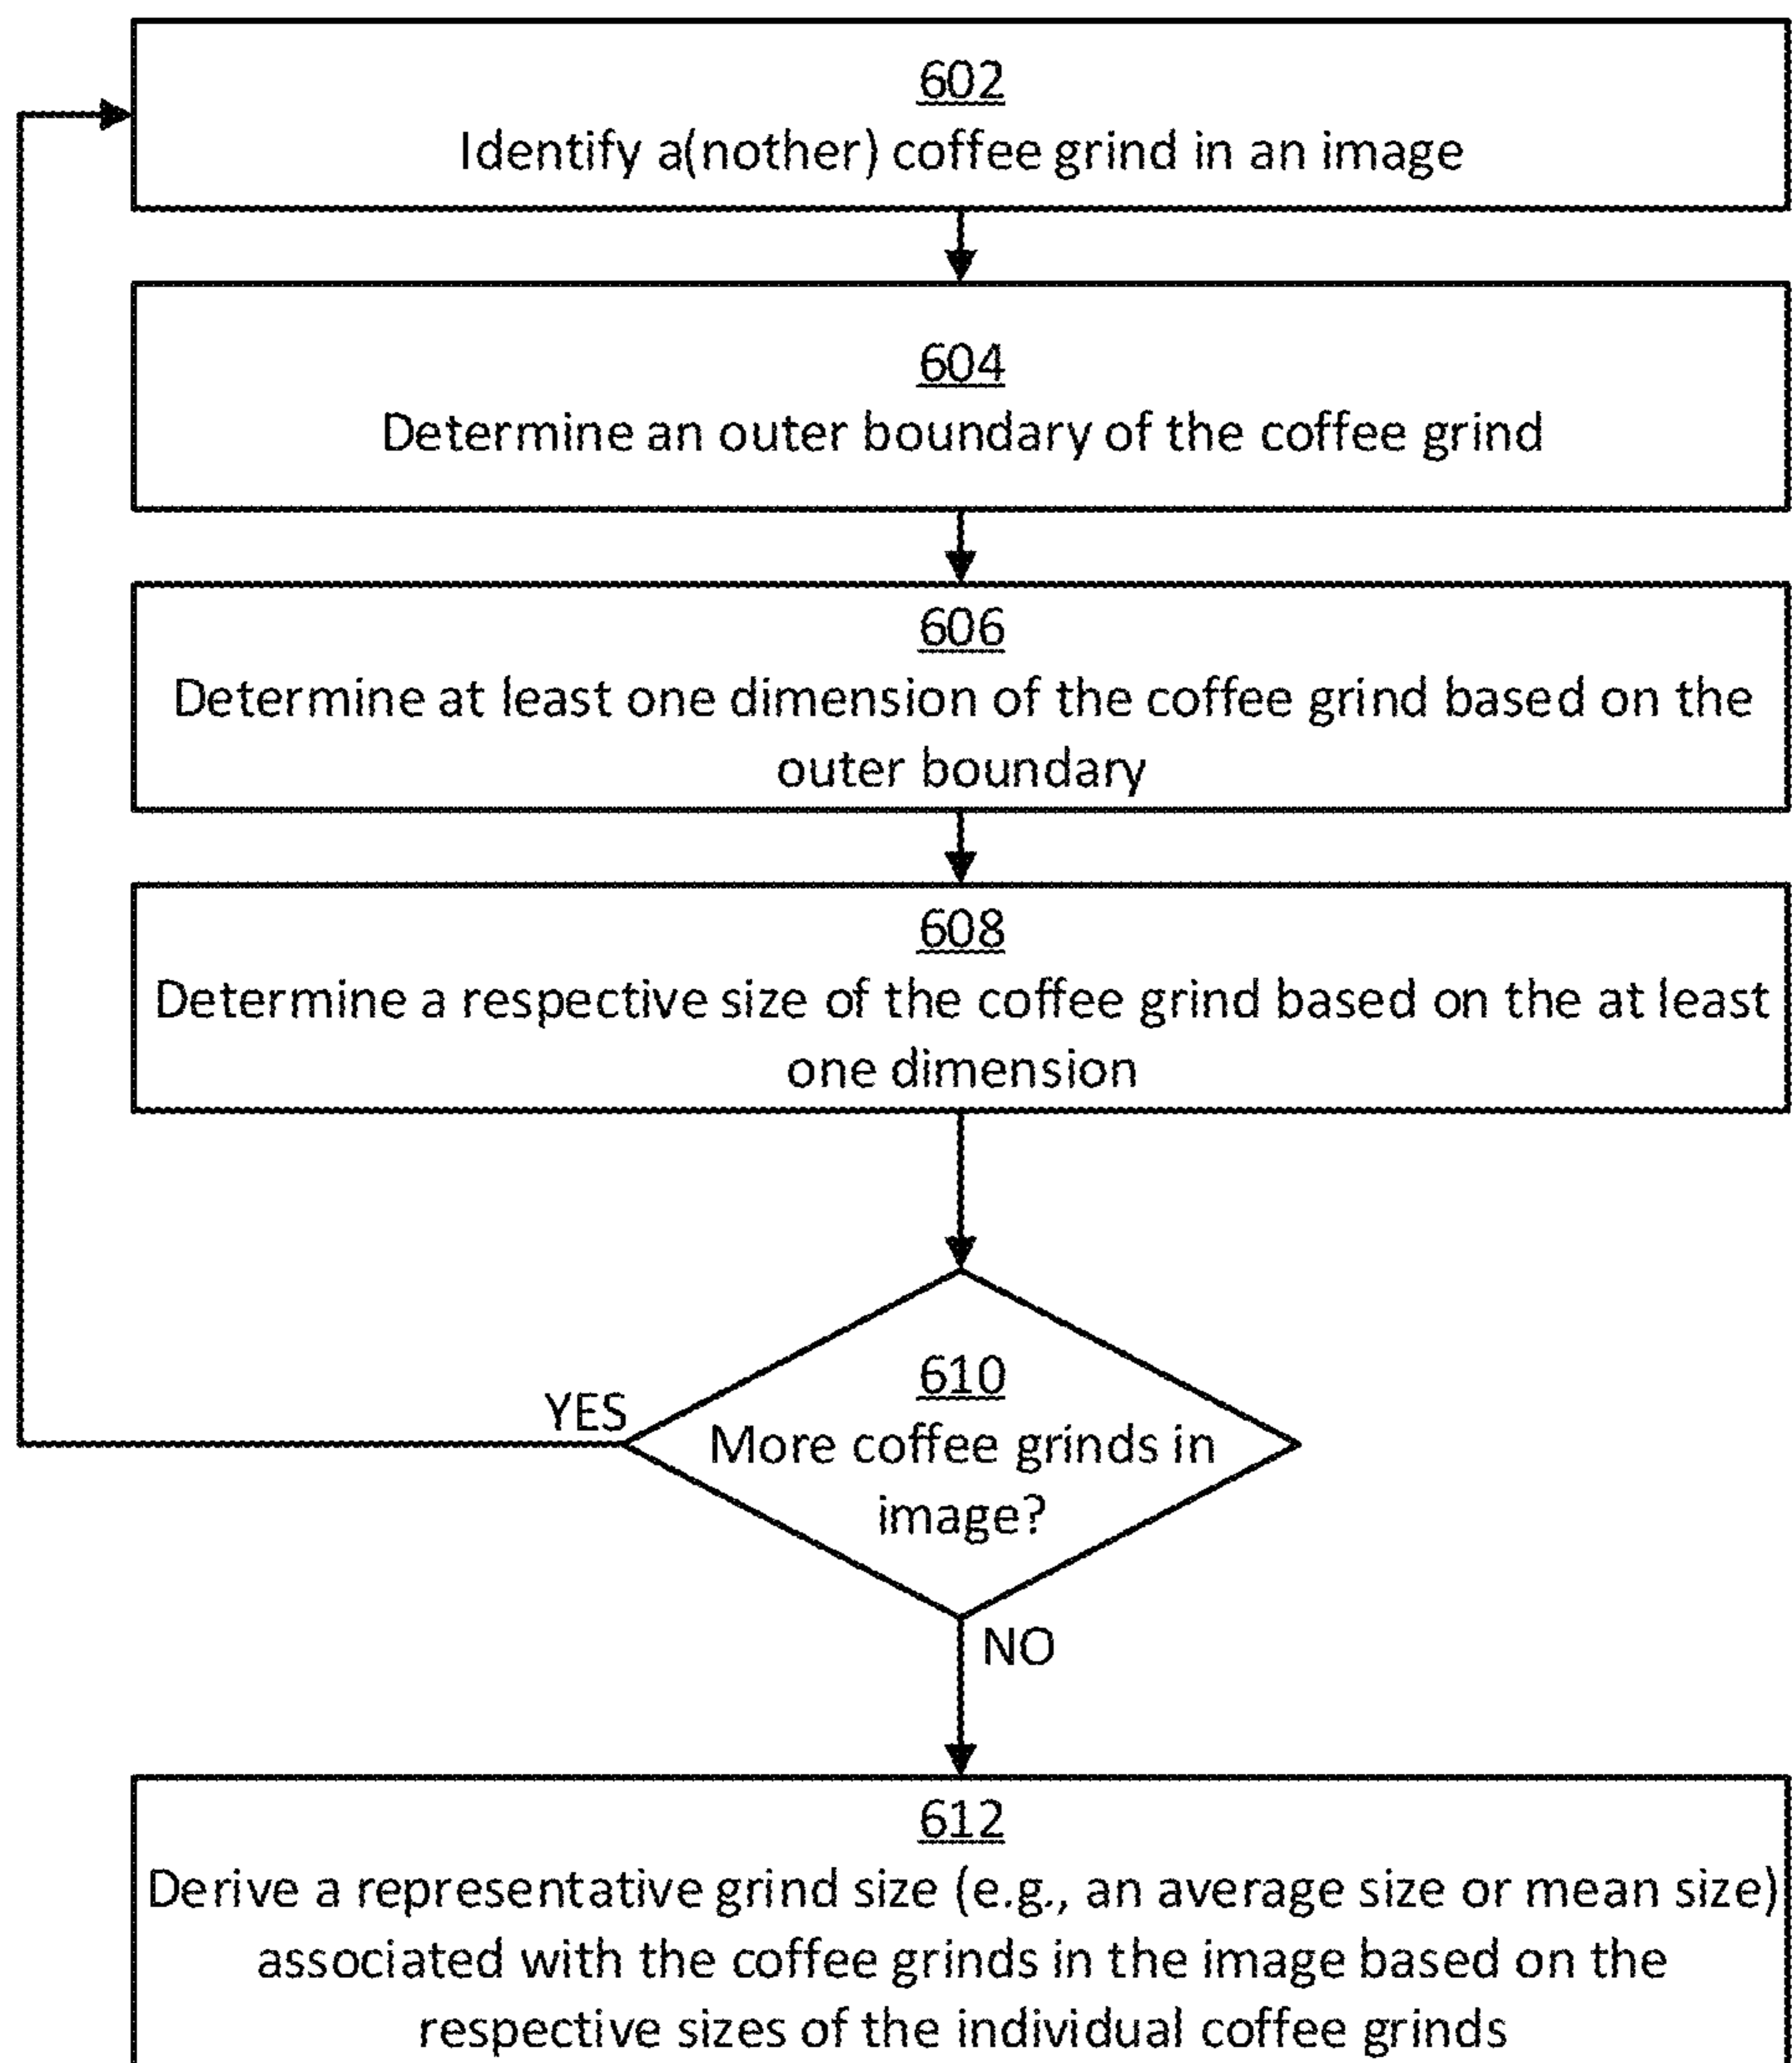 602
Identify a(nother) coffee grind in an image
604
Determine an outer boundary of the coffee grind
606
Determine at least one dimension of the coffee grind based on the
outer boundary
608
Determine a respective size of the coffee grind based on the at least
one dimension
610
More coffee grinds in
image?
YES
NO
612
Derive a representative grind size (e.g., an average size or mean size)
associated with the coffee grinds in the image based on the
respective sizes of the individual coffee grinds